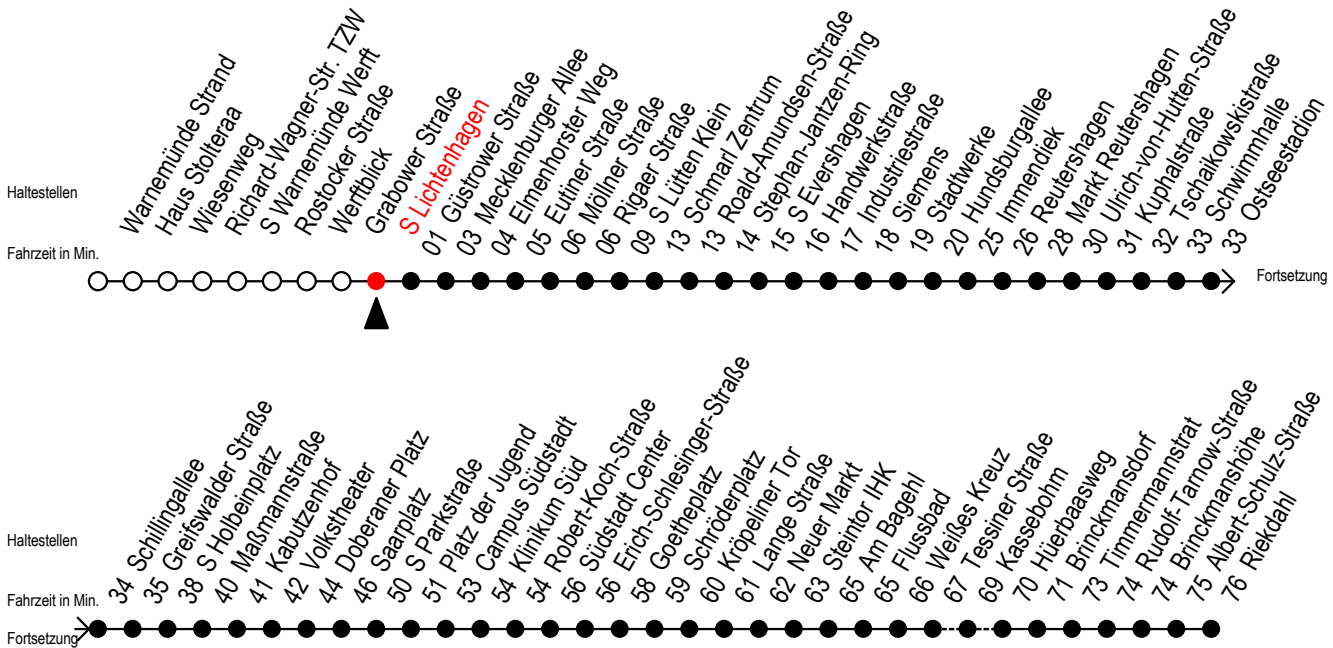 Haltestellen
Warnemünde Strand
Haus Stolteraa
Wiesenweg
Richard-Wagner-Str. TZW
S Warnemünde Werft
Rostocker Straße
Werftblick
Grabower Straße
S Lichtenhagen
01 Güstrower Straße
03 Mecklenburger Allee
04 Elmenhorster Weg
05 Eutiner Straße
06 Möllner Straße
06 Rigaer Straße
09 S Lütten Klein
13 Schmarl Zentrum
13 Roald-Amundsen-Straße
14 Stephan-Jantzen-Ring
15 S Evershagen
16 Handwerkstraße
17 Industriestraße
18 Siemens
19 Stadtwerke
20 Hundsburgallee
25 Immendiek
26 Reutershagen
28 Markt Reutershagen
30 Ulrich-von-Hutten-Straße
31 Kuphalstraße
32 Tschaikowskistraße
33 Schwimmhalle
33 Ostseestadion
Fahrzeit in Min.
Fortsetzung
Haltestellen
34 Schillingallee
35 Greifswalder Straße
38 S Holbeinplatz
40 Maßmannstraße
41 Kabutzenhof
42 Volkstheater
44 Doberaner Platz
46 Saarplatz
50 S Parkstraße
51 Platz der Jugend
53 Campus Südstadt
54 Klinikum Süd
54 Robert-Koch-Straße
56 Südstadt Center
56 Erich-Schlesinger-Straße
58 Goetheplatz
59 Schröderplatz
60 Kröpeliner Tor
61 Lange Straße
62 Neuer Markt
63 Steintor IHK
65 Am Bagehl
65 Flussbad
66 Weißes Kreuz
67 Tessiner Straße
69 Kassebohm
70 Hüerbaasweg
71 Brinckmansdorf
73 Timmermannstrat
74 Rudolf-Tarnow-Straße
74 Brinckmanshöhe
75 Albert-Schulz-Straße
76 Riekdahl
Fahrzeit in Min.
Fortsetzung